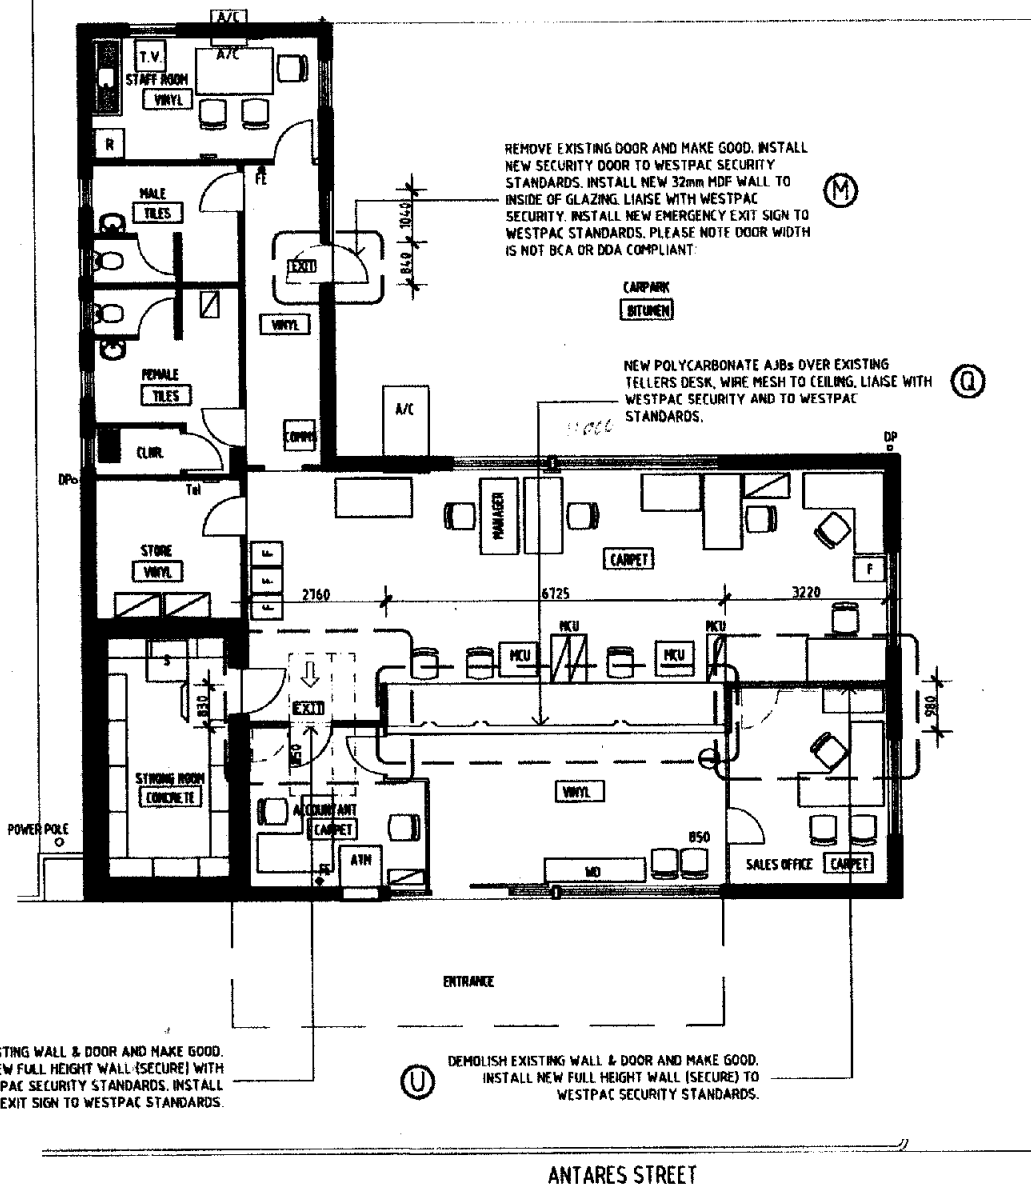 A/C
A/C
T.V.
STAFF ROOM
VINYL
R
FE
MALE
TILES
1040
840
EXIT
VINYL
REMOVE EXISTING DOOR AND MAKE GOOD. INSTALL
NEW SECURITY DOOR TO WESTPAC SECURITY
STANDARDS. INSTALL NEW 32mm MDF WALL TO
INSIDE OF GLAZING. LIAISE WITH WESTPAC
SECURITY. INSTALL NEW EMERGENCY EXIT SIGN TO
WESTPAC STANDARDS. PLEASE NOTE DOOR WIDTH
IS NOT BCA OR DDA COMPLIANT.
M
CARPARK
BITUMEN
NEW POLYCARBONATE AJBs OVER EXISTING
TELLERS DESK, WIRE MESH TO CEILING, LIAISE WITH
WESTPAC SECURITY AND TO WESTPAC
STANDARDS.
Q
FEMALE
TILES
A/C
COMMS
CLNR.
DP
DP
Tel
STORE
VINYL
F
F
F
MANAGER
CARPET
F
2760
6725
3220
MCU
MCU
MCU
MCU
S
830
EXIT
850
980
STRONG ROOM
CONCRETE
POWER POLE
ACCOUNTANT
CARPET
FE
ATM
VINYL
WD
850
SALES OFFICE
CARPET
ENTRANCE
STING WALL & DOOR AND MAKE GOOD.
EW FULL HEIGHT WALL (SECURE) WITH
PAC SECURITY STANDARDS. INSTALL
EXIT SIGN TO WESTPAC STANDARDS.
U
DEMOLISH EXISTING WALL & DOOR AND MAKE GOOD.
INSTALL NEW FULL HEIGHT WALL (SECURE) TO
WESTPAC SECURITY STANDARDS.
ANTARES STREET